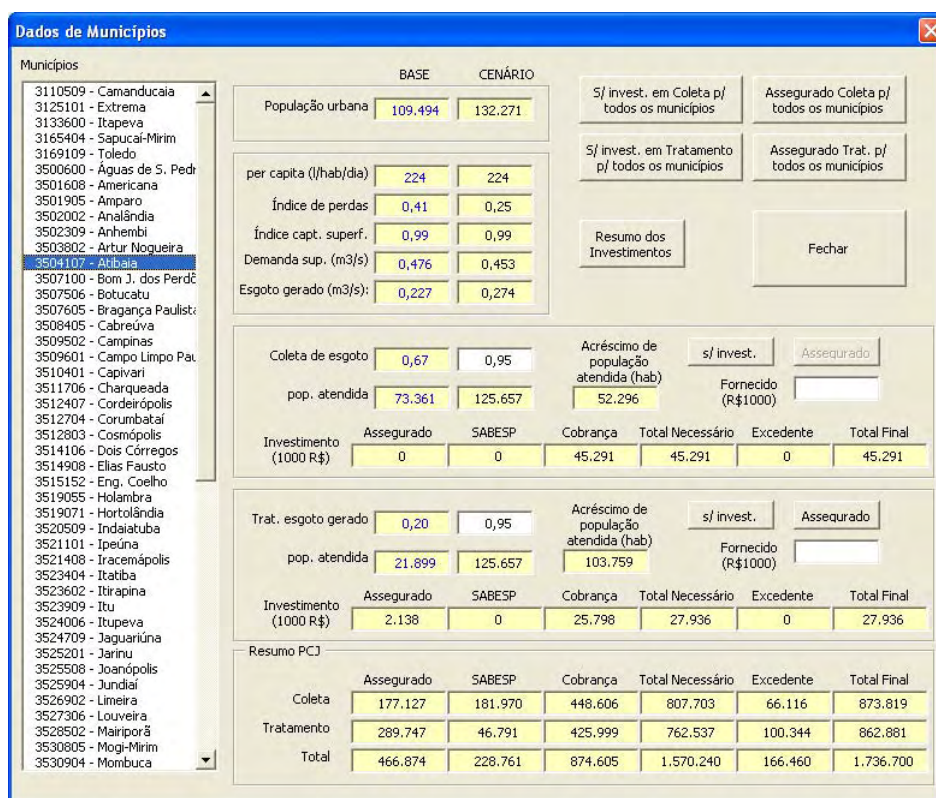 Dados de Municípios
Municípios
3110509 - Camanducaia
3125101 - Extrema
3133600 - Itapeva
3165404 - Sapucaí-Mirim
3169109 - Toledo
3500600 - Águas de S. Pedr
3501608 - Americana
3501905 - Amparo
3502002 - Analândia
3502309 - Anhembi
3503802 - Artur Nogueira
3504107 - Atibaia
3507100 - Bom J. dos Perdõ
3507506 - Botucatu
3507605 - Bragança Paulista
3508405 - Cabreúva
3509502 - Campinas
3509601 - Campo Limpo Pau
3510401 - Capivari
3511706 - Charqueada
3512407 - Cordeirópolis
3512704 - Corumbataí
3512803 - Cosmópolis
3514106 - Dois Córregos
3514908 - Elias Fausto
3515152 - Eng. Coelho
3519055 - Holambra
3519071 - Hortolândia
3520509 - Indaiatuba
3521101 - Ipeúna
3521408 - Iracemápolis
3523404 - Itatiba
3523602 - Itirapina
3523909 - Itu
3524006 - Itupeva
3524709 - Jaguariúna
3525201 - Jarinu
3525508 - Joanópolis
3525904 - Jundiaí
3526902 - Limeira
3527306 - Louveira
3528502 - Mairiporã
3530805 - Mogi-Mirim
3530904 - Mombuca
BASE CENÁRIO
População urbana 109.494 132.271
per capita (l/hab/dia) 224 224
Índice de perdas 0,41 0,25
Índice capt. superf. 0,99 0,99
Demanda sup. (m3/s) 0,476 0,453
Esgoto gerado (m3/s): 0,227 0,274
S/ invest. em Coleta p/
todos os municípios
Assegurado Coleta p/
todos os municípios
S/ invest. em Tratamento
p/ todos os municípios
Assegurado Trat. p/
todos os municípios
Resumo dos
Investimentos
Fechar
Coleta de esgoto 0,67 0,95
pop. atendida 73.361 125.657
Acréscimo de
população
atendida (hab)
52.296
s/ invest. Assegurado
Fornecido
(R$1000)
Assegurado SABESP Cobrança Total Necessário Excedente Total Final
Investimento
(1000 R$)
0 0 45.291 45.291 0 45.291
Trat. esgoto gerado 0,20 0,95
pop. atendida 21.899 125.657
Acréscimo de
população
atendida (hab)
103.759
s/ invest. Assegurado
Fornecido
(R$1000)
Assegurado SABESP Cobrança Total Necessário Excedente Total Final
Investimento
(1000 R$)
2.138 0 25.798 27.936 0 27.936
Resumo PCJ
Assegurado SABESP Cobrança Total Necessário Excedente Total Final
Coleta 177.127 181.970 448.606 807.703 66.116 873.819
Tratamento 289.747 46.791 425.999 762.537 100.344 862.881
Total 466.874 228.761 874.605 1.570.240 166.460 1.736.700